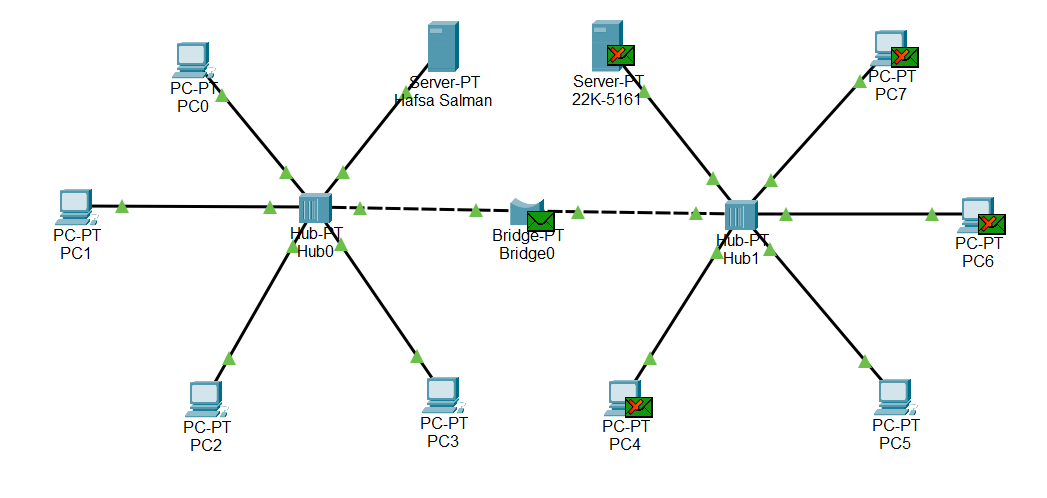 PC-PT
PC0
Server-PT
Hafsa Salman
Server-PT
22K-5161
PC-PT
PC7
PC-PT
PC1
Hub-PT
Hub0
Bridge-PT
Bridge0
Hub-PT
Hub1
PC-PT
PC6
PC-PT
PC2
PC-PT
PC3
PC-PT
PC4
PC-PT
PC5